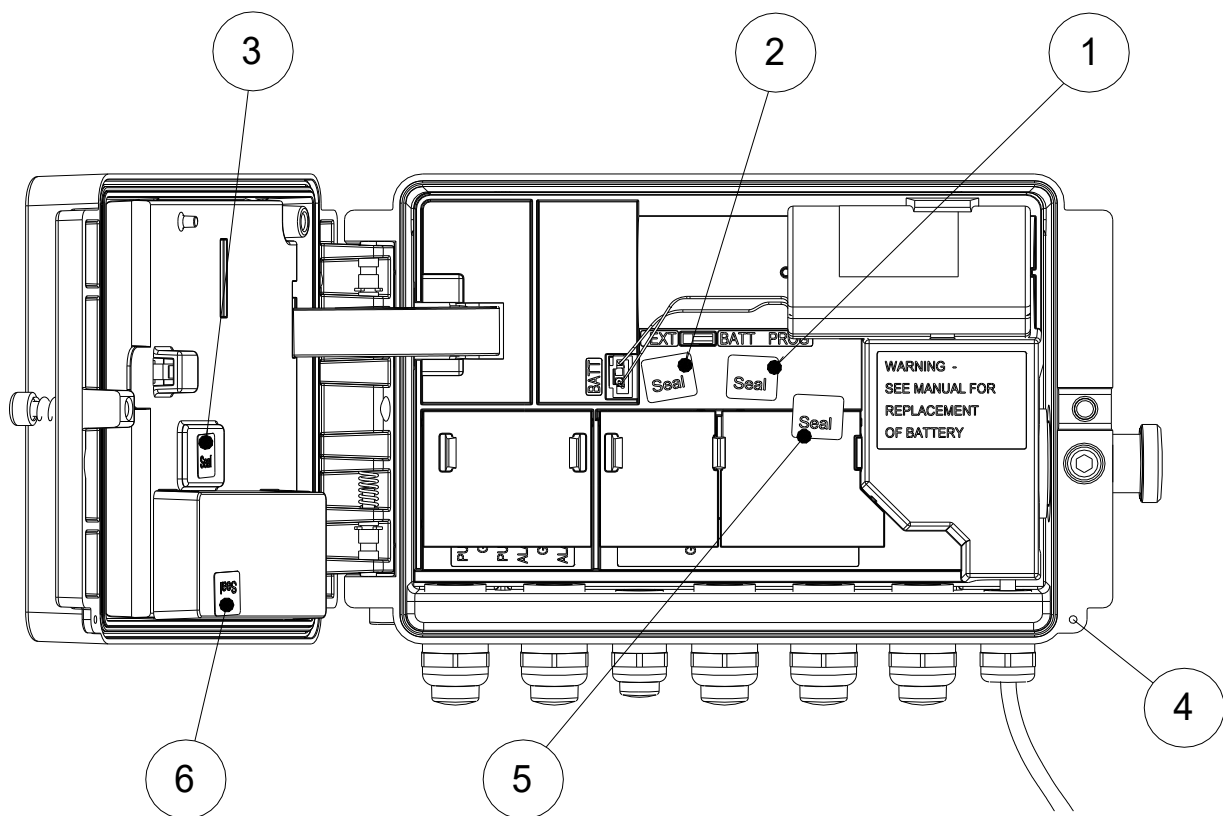 3
2
1
EXT
BATT
PROG
BATT
Seal
Seal
Seal
WARNING -
SEE MANUAL FOR
REPLACEMENT
OF BATTERY
Seal
Seal
4
6
5